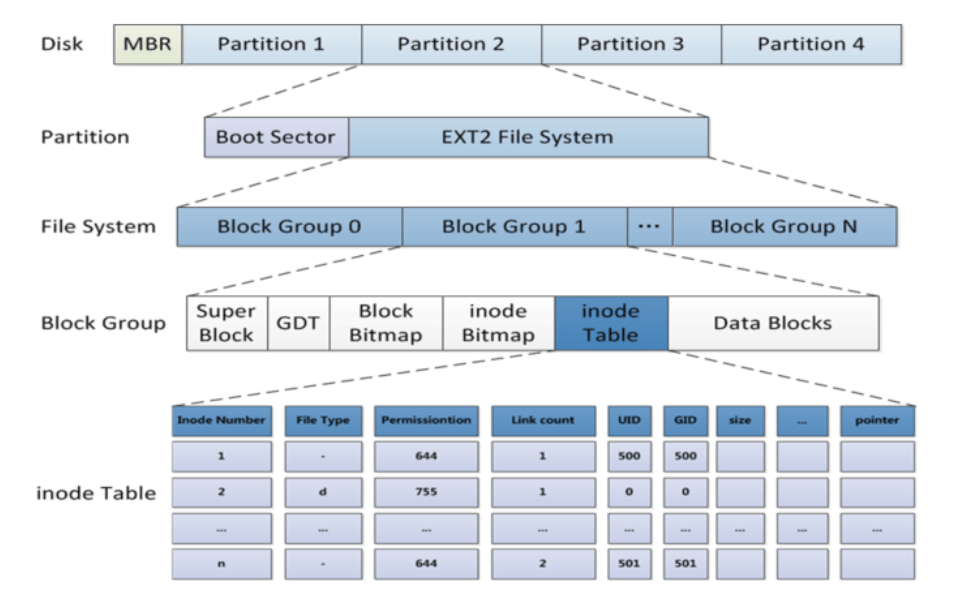 Disk MBR Partition 1 Partition 2 Partition 3 Partition 4
Partition Boot Sector EXT2 File System
File System Block Group 0 Block Group 1 ... Block Group N
Block Group Super Block GDT Block Bitmap inode Bitmap inode Table Data Blocks
Inode Number File Type Permissiontion Link count UID GID size ... pointer
1 - 644 1 500 500
inode Table 2 d 755 1 0 0
... ... ... ... ... ... ... ... ...
n - 644 2 501 501